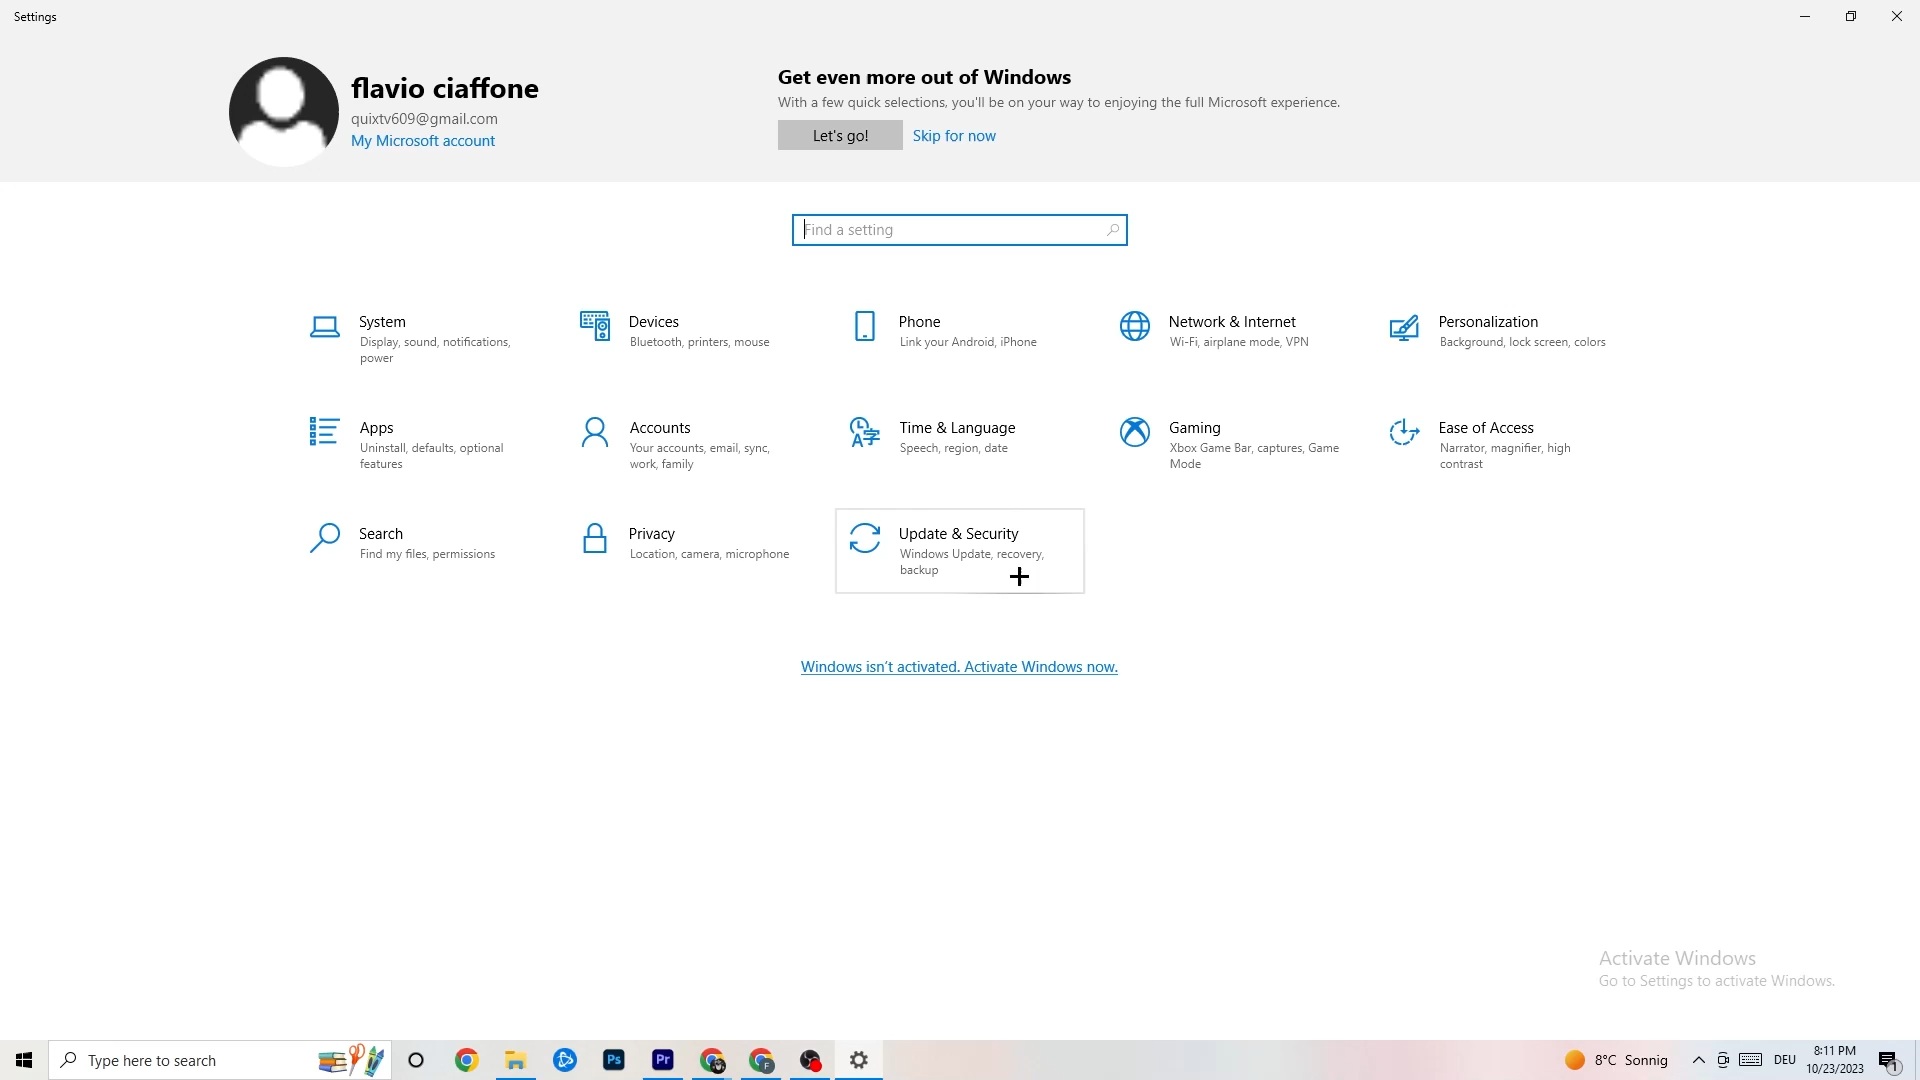 Settings
flavio ciaffone
quixtv609@gmail.com
My Microsoft account
Get even more out of Windows
With a few quick selections, you'll be on your way to enjoying the full Microsoft experience.
Let's go!
Skip for now
Find a setting
System
Display, sound, notifications,
power
Devices
Bluetooth, printers, mouse
Phone
Link your Android, iPhone
Network & Internet
Wi-Fi, airplane mode, VPN
Personalization
Background, lock screen, colors
Apps
Uninstall, defaults, optional
features
Accounts
Your accounts, email, sync,
work, family
Time & Language
Speech, region, date
Gaming
Xbox Game Bar, captures, Game
Mode
Ease of Access
Narrator, magnifier, high
contrast
Search
Find my files, permissions
Privacy
Location, camera, microphone
Update & Security
Windows Update, recovery,
backup
Windows isn't activated. Activate Windows now.
Activate Windows
Go to Settings to activate Windows.
Type here to search
Ps
Pr
F
8°C Sonnig
DEU
8:11 PM
10/23/2023
1